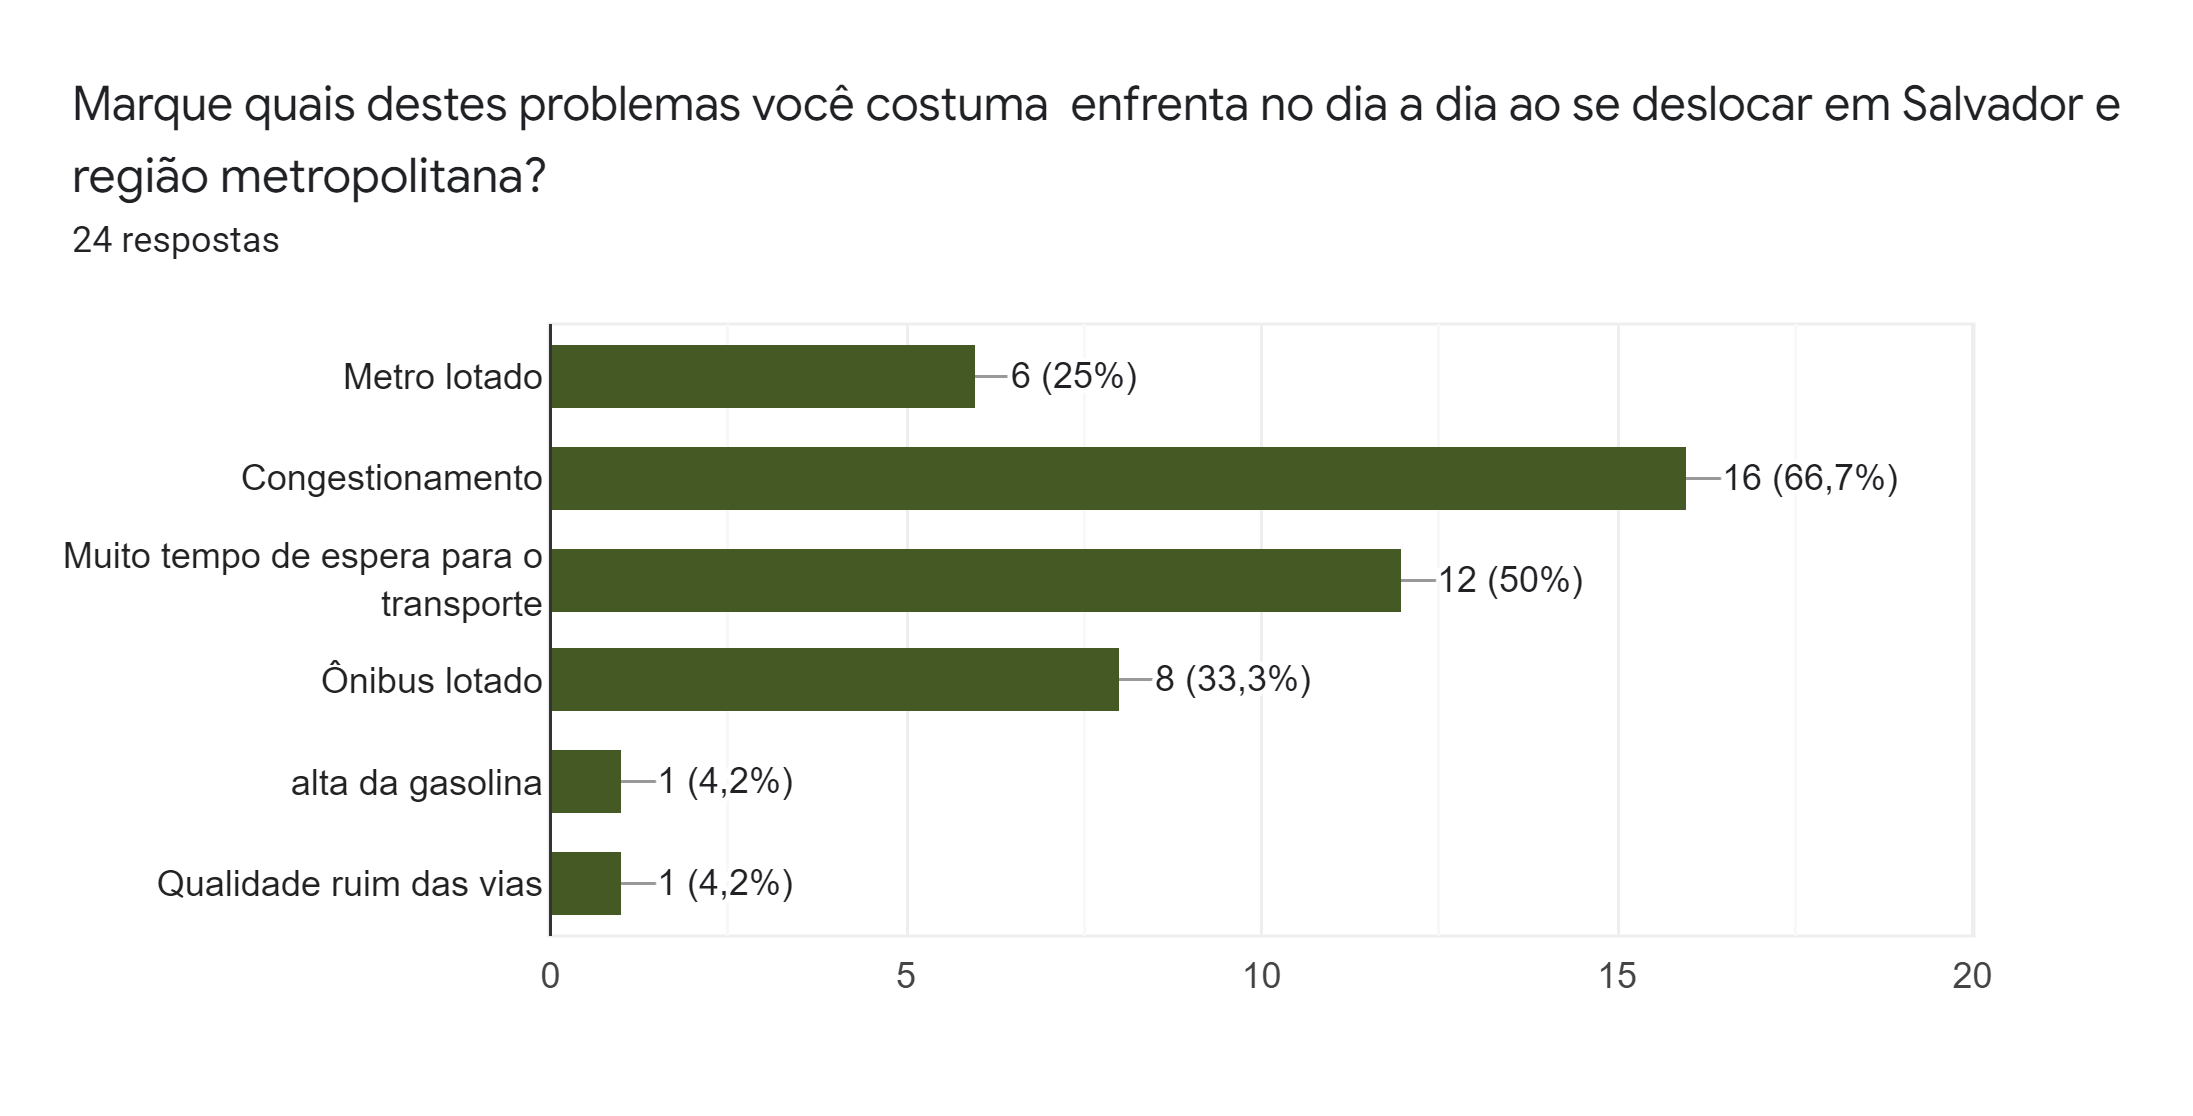 Marque quais destes problemas você costuma  enfrenta no dia a dia ao se deslocar em Salvador e
região metropolitana?
24 respostas
Metro lotado
6 (25%)
Congestionamento
16 (66,7%)
Muito tempo de espera para o
transporte
12 (50%)
Ônibus lotado
8 (33,3%)
alta da gasolina
1 (4,2%)
Qualidade ruim das vias
1 (4,2%)
0 5 10 15 20